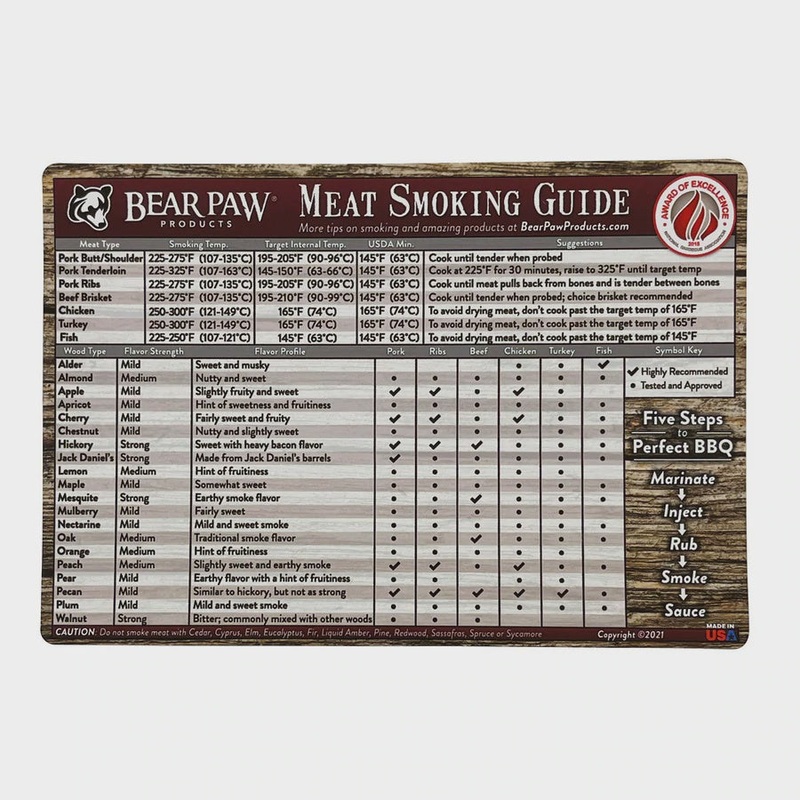 BEAR PAW®
PRODUCTS
MEAT SMOKING GUIDE
More tips on smoking and amazing products at BearPawProducts.com
AWARD OF EXCELLENCE
2018
NATIONAL BARBECUE ASSOCIATION
Meat Type Smoking Temp. Target Internal Temp. USDA Min. Suggestions
Pork Butt/Shoulder 225-275°F (107-135°C) 195-205°F (90-96°C) 145°F (63°C) Cook until tender when probed
Pork Tenderloin 225-325°F (107-163°C) 145-150°F (63-66°C) 145°F (63°C) Cook at 225°F for 30 minutes, raise to 325°F until target temp
Pork Ribs 225-275°F (107-135°C) 195-205°F (90-96°C) 145°F (63°C) Cook until meat pulls back from bones and is tender between bones
Beef Brisket 225-275°F (107-135°C) 195-210°F (90-99°C) 145°F (63°C) Cook until tender when probed; choice brisket recommended
Chicken 250-300°F (121-149°C) 165°F (74°C) 165°F (74°C) To avoid drying meat, don't cook past the target temp of 165°F
Turkey 250-300°F (121-149°C) 165°F (74°C) 165°F (74°C) To avoid drying meat, don't cook past the target temp of 165°F
Fish 225-250°F (107-121°C) 145°F (63°C) 145°F (63°C) To avoid drying meat, don't cook past the target temp of 145°F
Wood Type Flavor Strength Flavor Profile Pork Ribs Beef Chicken Turkey Fish Symbol Key
Alder Mild Sweet and musky • • ✔
Almond Medium Nutty and sweet • • • • • •
Apple Mild Slightly fruity and sweet ✔ ✔ • ✔ • •
Apricot Mild Hint of sweetness and fruitiness • • • • • •
Cherry Mild Fairly sweet and fruity ✔ ✔ • ✔ • •
Chestnut Mild Nutty and slightly sweet • • • • • •
Hickory Strong Sweet with heavy bacon flavor ✔ ✔ ✔ • • •
Jack Daniel's Strong Made from Jack Daniel's barrels ✔ • • • • •
Lemon Medium Hint of fruitiness • • • • • •
Maple Mild Somewhat sweet • • • • • •
Mesquite Strong Earthy smoke flavor • • ✔ • • •
Mulberry Mild Fairly sweet • • • • • •
Nectarine Mild Mild and sweet smoke • • • • • •
Oak Medium Traditional smoke flavor • • ✔ • • •
Orange Medium Hint of fruitiness • • • • • •
Peach Medium Slightly sweet and earthy smoke ✔ ✔ • ✔ • •
Pear Mild Earthy flavor with a hint of fruitiness • • • • • •
Pecan Mild Similar to hickory, but not as strong ✔ ✔ ✔ ✔ ✔ •
Plum Mild Mild and sweet smoke • • • • • •
Walnut Strong Bitter; commonly mixed with other woods • • •
✔ Highly Recommended
• Tested and Approved
Five Steps
to
Perfect BBQ
Marinate
Inject
Rub
Smoke
Sauce
CAUTION: Do not smoke meat with Cedar, Cyprus, Elm, Eucalyptus, Fir, Liquid Amber, Pine, Redwood, Sassafras, Spruce or Sycamore
Copyright ©2021
MADE IN
USA